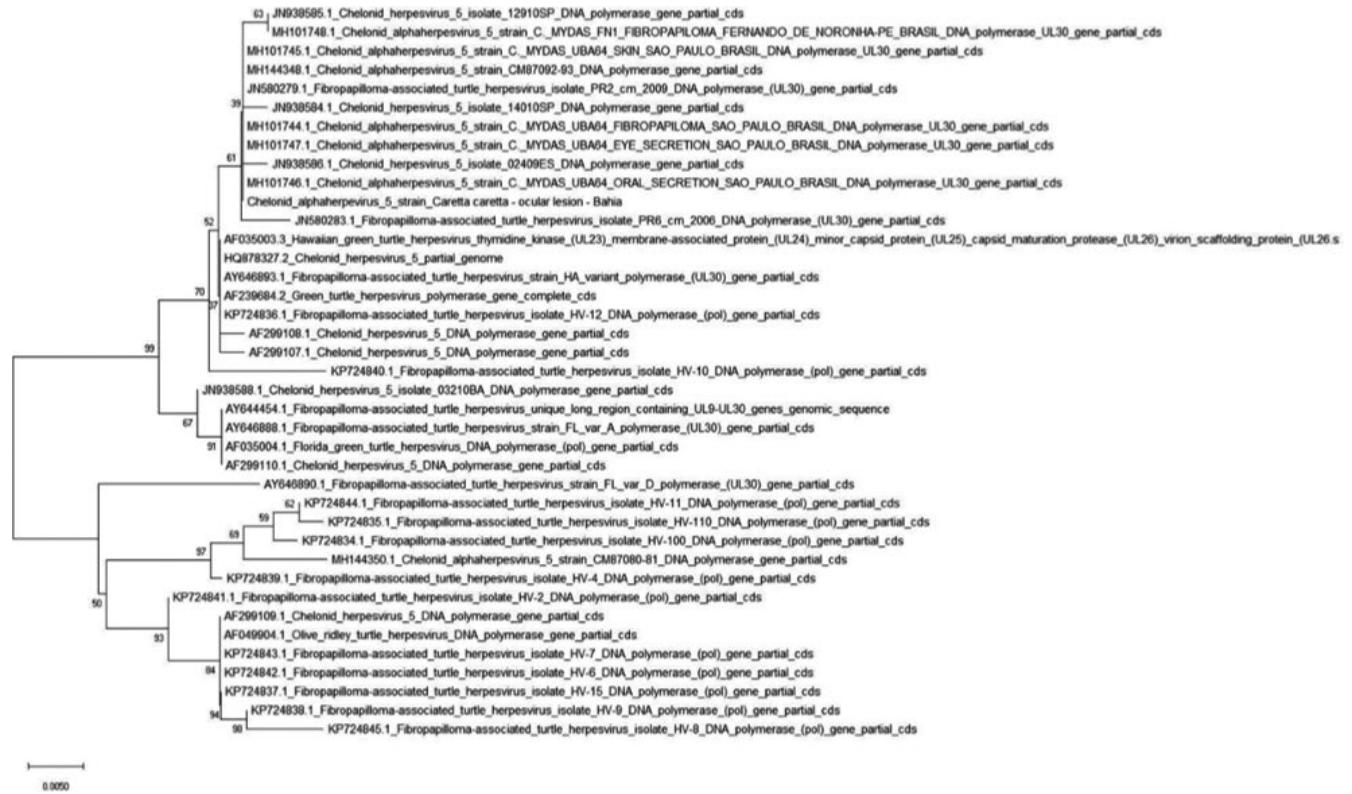 63 JN938585.1_Chelonid_herpesvirus_5_isolate_12910SP_DNA_polymerase_gene_partial_cds
MH101748.1_Chelonid_alphaherpesvirus_5_strain_C._MYDAS_FN1_FIBROPAPILOMA_FERNANDO_DE_NORONHA-PE_BRASIL_DNA_polymerase_UL30_gene_partial_cds
MH101745.1_Chelonid_alphaherpesvirus_5_strain_C._MYDAS_UBA64_SKIN_SAO_PAULO_BRASIL_DNA_polymerase_UL30_gene_partial_cds
MH144348.1_Chelonid_alphaherpesvirus_5_strain_CM87092-93_DNA_polymerase_gene_partial_cds
JN580279.1_Fibropapilloma-associated_turtle_herpesvirus_isolate_PR2_cm_2009_DNA_polymerase_(UL30)_gene_partial_cds
39 JN938584.1_Chelonid_herpesvirus_5_isolate_14010SP_DNA_polymerase_gene_partial_cds
MH101744.1_Chelonid_alphaherpesvirus_5_strain_C._MYDAS_UBA64_FIBROPAPILOMA_SAO_PAULO_BRASIL_DNA_polymerase_UL30_gene_partial_cds
MH101747.1_Chelonid_alphaherpesvirus_5_strain_C._MYDAS_UBA64_EYE_SECRETION_SAO_PAULO_BRASIL_DNA_polymerase_UL30_gene_partial_cds
61 JN938586.1_Chelonid_herpesvirus_5_isolate_02409ES_DNA_polymerase_gene_partial_cds
MH101746.1_Chelonid_alphaherpesvirus_5_strain_C._MYDAS_UBA64_ORAL_SECRETION_SAO_PAULO_BRASIL_DNA_polymerase_UL30_gene_partial_cds
Chelonid_alphaherpevirus_5_strain_Caretta caretta - ocular lesion - Bahia
52 JN580283.1_Fibropapilloma-associated_turtle_herpesvirus_isolate_PR6_cm_2006_DNA_polymerase_(UL30)_gene_partial_cds
AF035003.3_Hawaiian_green_turtle_herpesvirus_thymidine_kinase_(UL23)_membrane-associated_protein_(UL24)_minor_capsid_protein_(UL25)_capsid_maturation_protease_(UL26)_virion_scaffolding_protein_(UL26.s
HQ878327.2_Chelonid_herpesvirus_5_partial_genome
AY646893.1_Fibropapilloma-associated_turtle_herpesvirus_strain_HA_variant_polymerase_(UL30)_gene_partial_cds
70 AF239684.2_Green_turtle_herpesvirus_polymerase_gene_complete_cds
37 KP724836.1_Fibropapilloma-associated_turtle_herpesvirus_isolate_HV-12_DNA_polymerase_(pol)_gene_partial_cds
AF299108.1_Chelonid_herpesvirus_5_DNA_polymerase_gene_partial_cds
99 AF299107.1_Chelonid_herpesvirus_5_DNA_polymerase_gene_partial_cds
KP724840.1_Fibropapilloma-associated_turtle_herpesvirus_isolate_HV-10_DNA_polymerase_(pol)_gene_partial_cds
JN938588.1_Chelonid_herpesvirus_5_isolate_03210BA_DNA_polymerase_gene_partial_cds
AY644454.1_Fibropapilloma-associated_turtle_herpesvirus_unique_long_region_containing_UL9-UL30_genes_genomic_sequence
67 AY646888.1_Fibropapilloma-associated_turtle_herpesvirus_strain_FL_var_A_polymerase_(UL30)_gene_partial_cds
91 AF035004.1_Florida_green_turtle_herpesvirus_DNA_polymerase_(pol)_gene_partial_cds
AF299110.1_Chelonid_herpesvirus_5_DNA_polymerase_gene_partial_cds
AY646890.1_Fibropapilloma-associated_turtle_herpesvirus_strain_FL_var_D_polymerase_(UL30)_gene_partial_cds
62 KP724844.1_Fibropapilloma-associated_turtle_herpesvirus_isolate_HV-11_DNA_polymerase_(pol)_gene_partial_cds
59 KP724835.1_Fibropapilloma-associated_turtle_herpesvirus_isolate_HV-110_DNA_polymerase_(pol)_gene_partial_cds
69 KP724834.1_Fibropapilloma-associated_turtle_herpesvirus_isolate_HV-100_DNA_polymerase_(pol)_gene_partial_cds
97 MH144350.1_Chelonid_alphaherpesvirus_5_strain_CM87080-81_DNA_polymerase_gene_partial_cds
KP724839.1_Fibropapilloma-associated_turtle_herpesvirus_isolate_HV-4_DNA_polymerase_(pol)_gene_partial_cds
50 KP724841.1_Fibropapilloma-associated_turtle_herpesvirus_isolate_HV-2_DNA_polymerase_(pol)_gene_partial_cds
AF299109.1_Chelonid_herpesvirus_5_DNA_polymerase_gene_partial_cds
93 AF049904.1_Olive_ridley_turtle_herpesvirus_DNA_polymerase_gene_partial_cds
KP724843.1_Fibropapilloma-associated_turtle_herpesvirus_isolate_HV-7_DNA_polymerase_(pol)_gene_partial_cds
84 KP724842.1_Fibropapilloma-associated_turtle_herpesvirus_isolate_HV-6_DNA_polymerase_(pol)_gene_partial_cds
KP724837.1_Fibropapilloma-associated_turtle_herpesvirus_isolate_HV-15_DNA_polymerase_(pol)_gene_partial_cds
94 KP724838.1_Fibropapilloma-associated_turtle_herpesvirus_isolate_HV-9_DNA_polymerase_(pol)_gene_partial_cds
98 KP724845.1_Fibropapilloma-associated_turtle_herpesvirus_isolate_HV-8_DNA_polymerase_(pol)_gene_partial_cds
0.0050